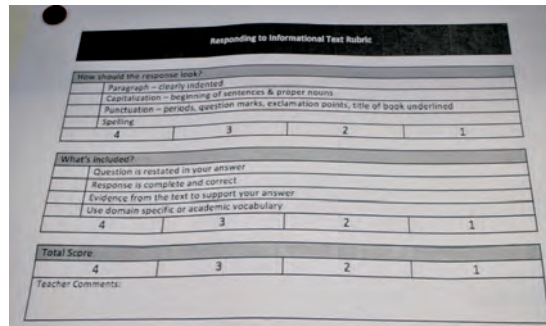 Responding to Informational Text Rubric
How should the response look?
Paragraph – clearly indented
Capitalization – beginning of sentences & proper nouns
Punctuation – periods, question marks, exclamation points, title of book underlined
Spelling
4 3 2 1
What's included?
Question is restated in your answer
Response is complete and correct
Evidence from the text to support your answer
Use domain specific or academic vocabulary
4 3 2 1
Total Score
4 3 2 1
Teacher Comments: